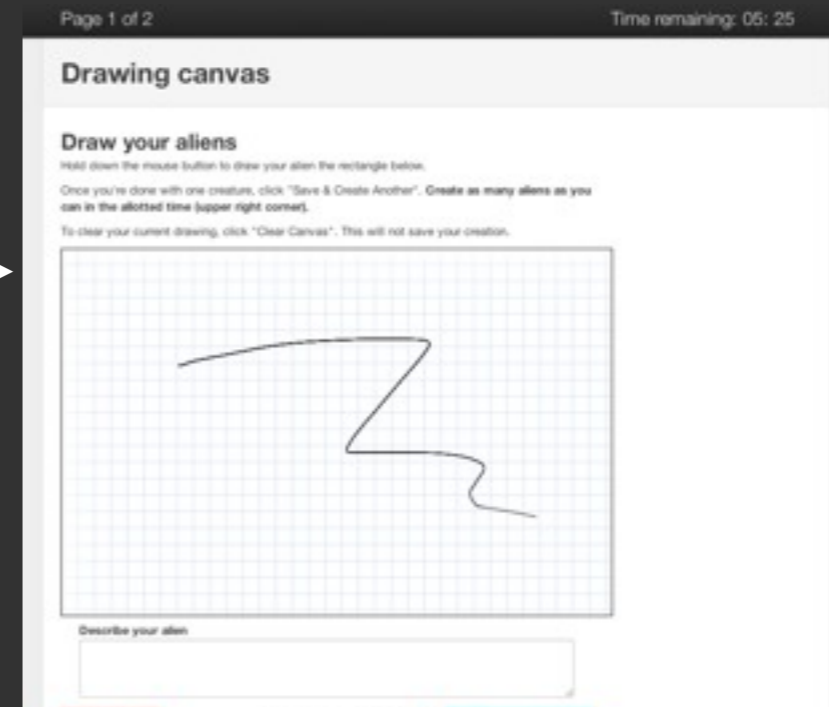 Page 1 of 2
Time remaining: 05: 25
Drawing canvas
Draw your aliens
Hold down the mouse button to draw your alien the rectangle below.
Once you're done with one creature, click "Save & Create Another". Create as many aliens as you
can in the allotted time (upper right corner).
To clear your current drawing, click "Clear Canvas". This will not save your creation.
Describe your alien